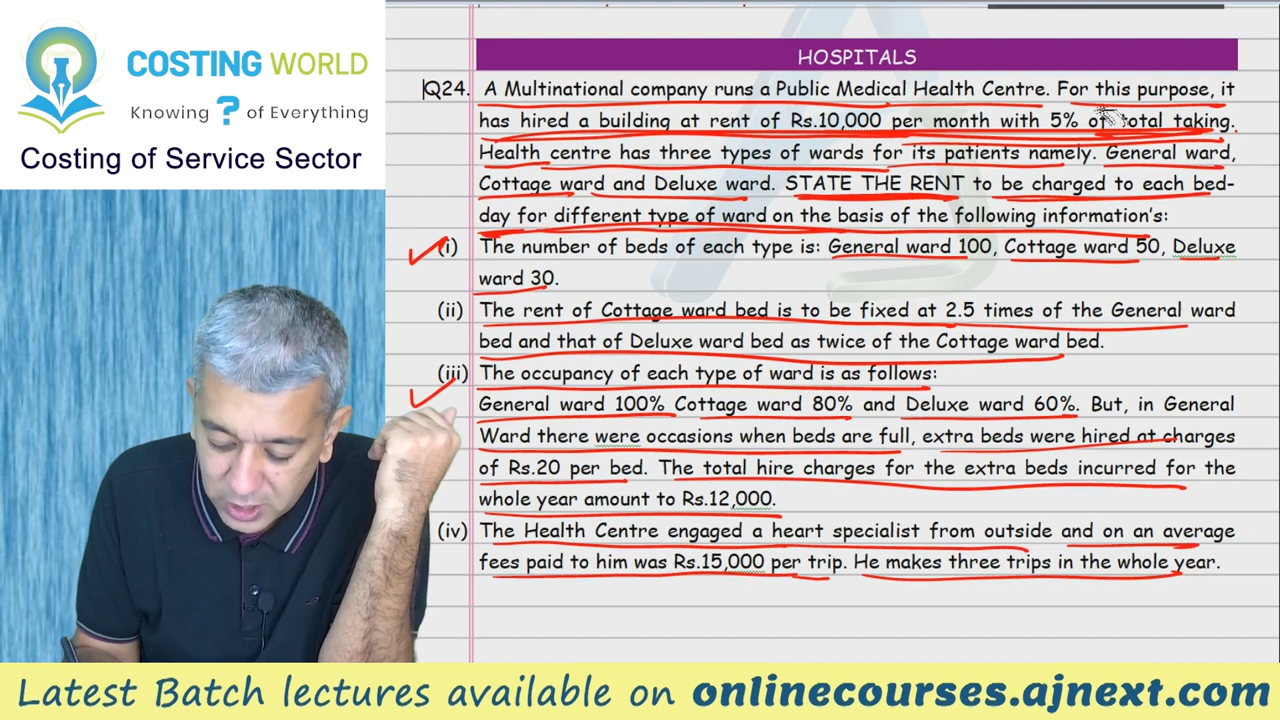 COSTING WORLD
Knowing ? of Everything
Costing of Service Sector
HOSPITALS
Q24. A Multinational company runs a Public Medical Health Centre. For this purpose, it
has hired a building at rent of Rs.10,000 per month with 5% of total taking.
Health centre has three types of wards for its patients namely. General ward,
Cottage ward and Deluxe ward. STATE THE RENT to be charged to each bed-
day for different type of ward on the basis of the following information's:
(i) The number of beds of each type is: General ward 100, Cottage ward 50, Deluxe
ward 30.
(ii) The rent of Cottage ward bed is to be fixed at 2.5 times of the General ward
bed and that of Deluxe ward bed as twice of the Cottage ward bed.
(iii) The occupancy of each type of ward is as follows:
General ward 100% Cottage ward 80% and Deluxe ward 60%. But, in General
Ward there were occasions when beds are full, extra beds were hired at charges
of Rs.20 per bed. The total hire charges for the extra beds incurred for the
whole year amount to Rs.12,000.
(iv) The Health Centre engaged a heart specialist from outside and on an average
fees paid to him was Rs.15,000 per trip. He makes three trips in the whole year.
Latest Batch lectures available on onlinecourses.ajnext.com